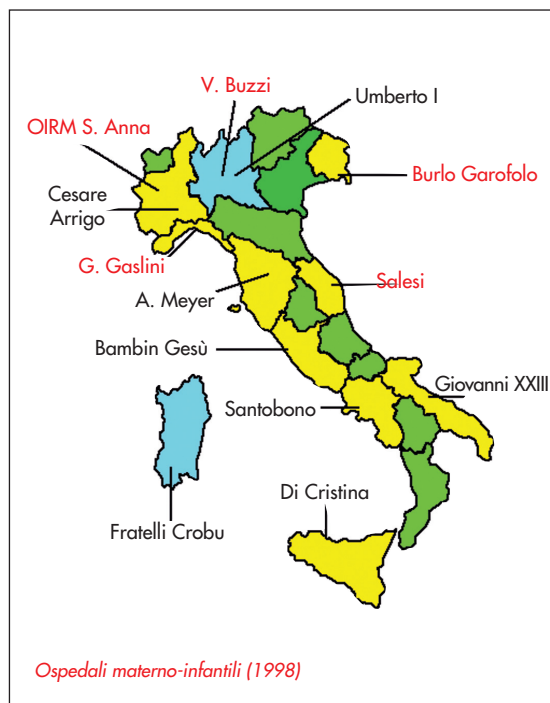 V. Buzzi
Umberto I
OIRM S. Anna
Burlo Garofolo
Cesare
Arrigo
G. Gaslini
Salesi
A. Meyer
Bambin Gesù
Giovanni XXIII
Santobono
Di Cristina
Fratelli Crobu
Ospedali materno-infantili (1998)